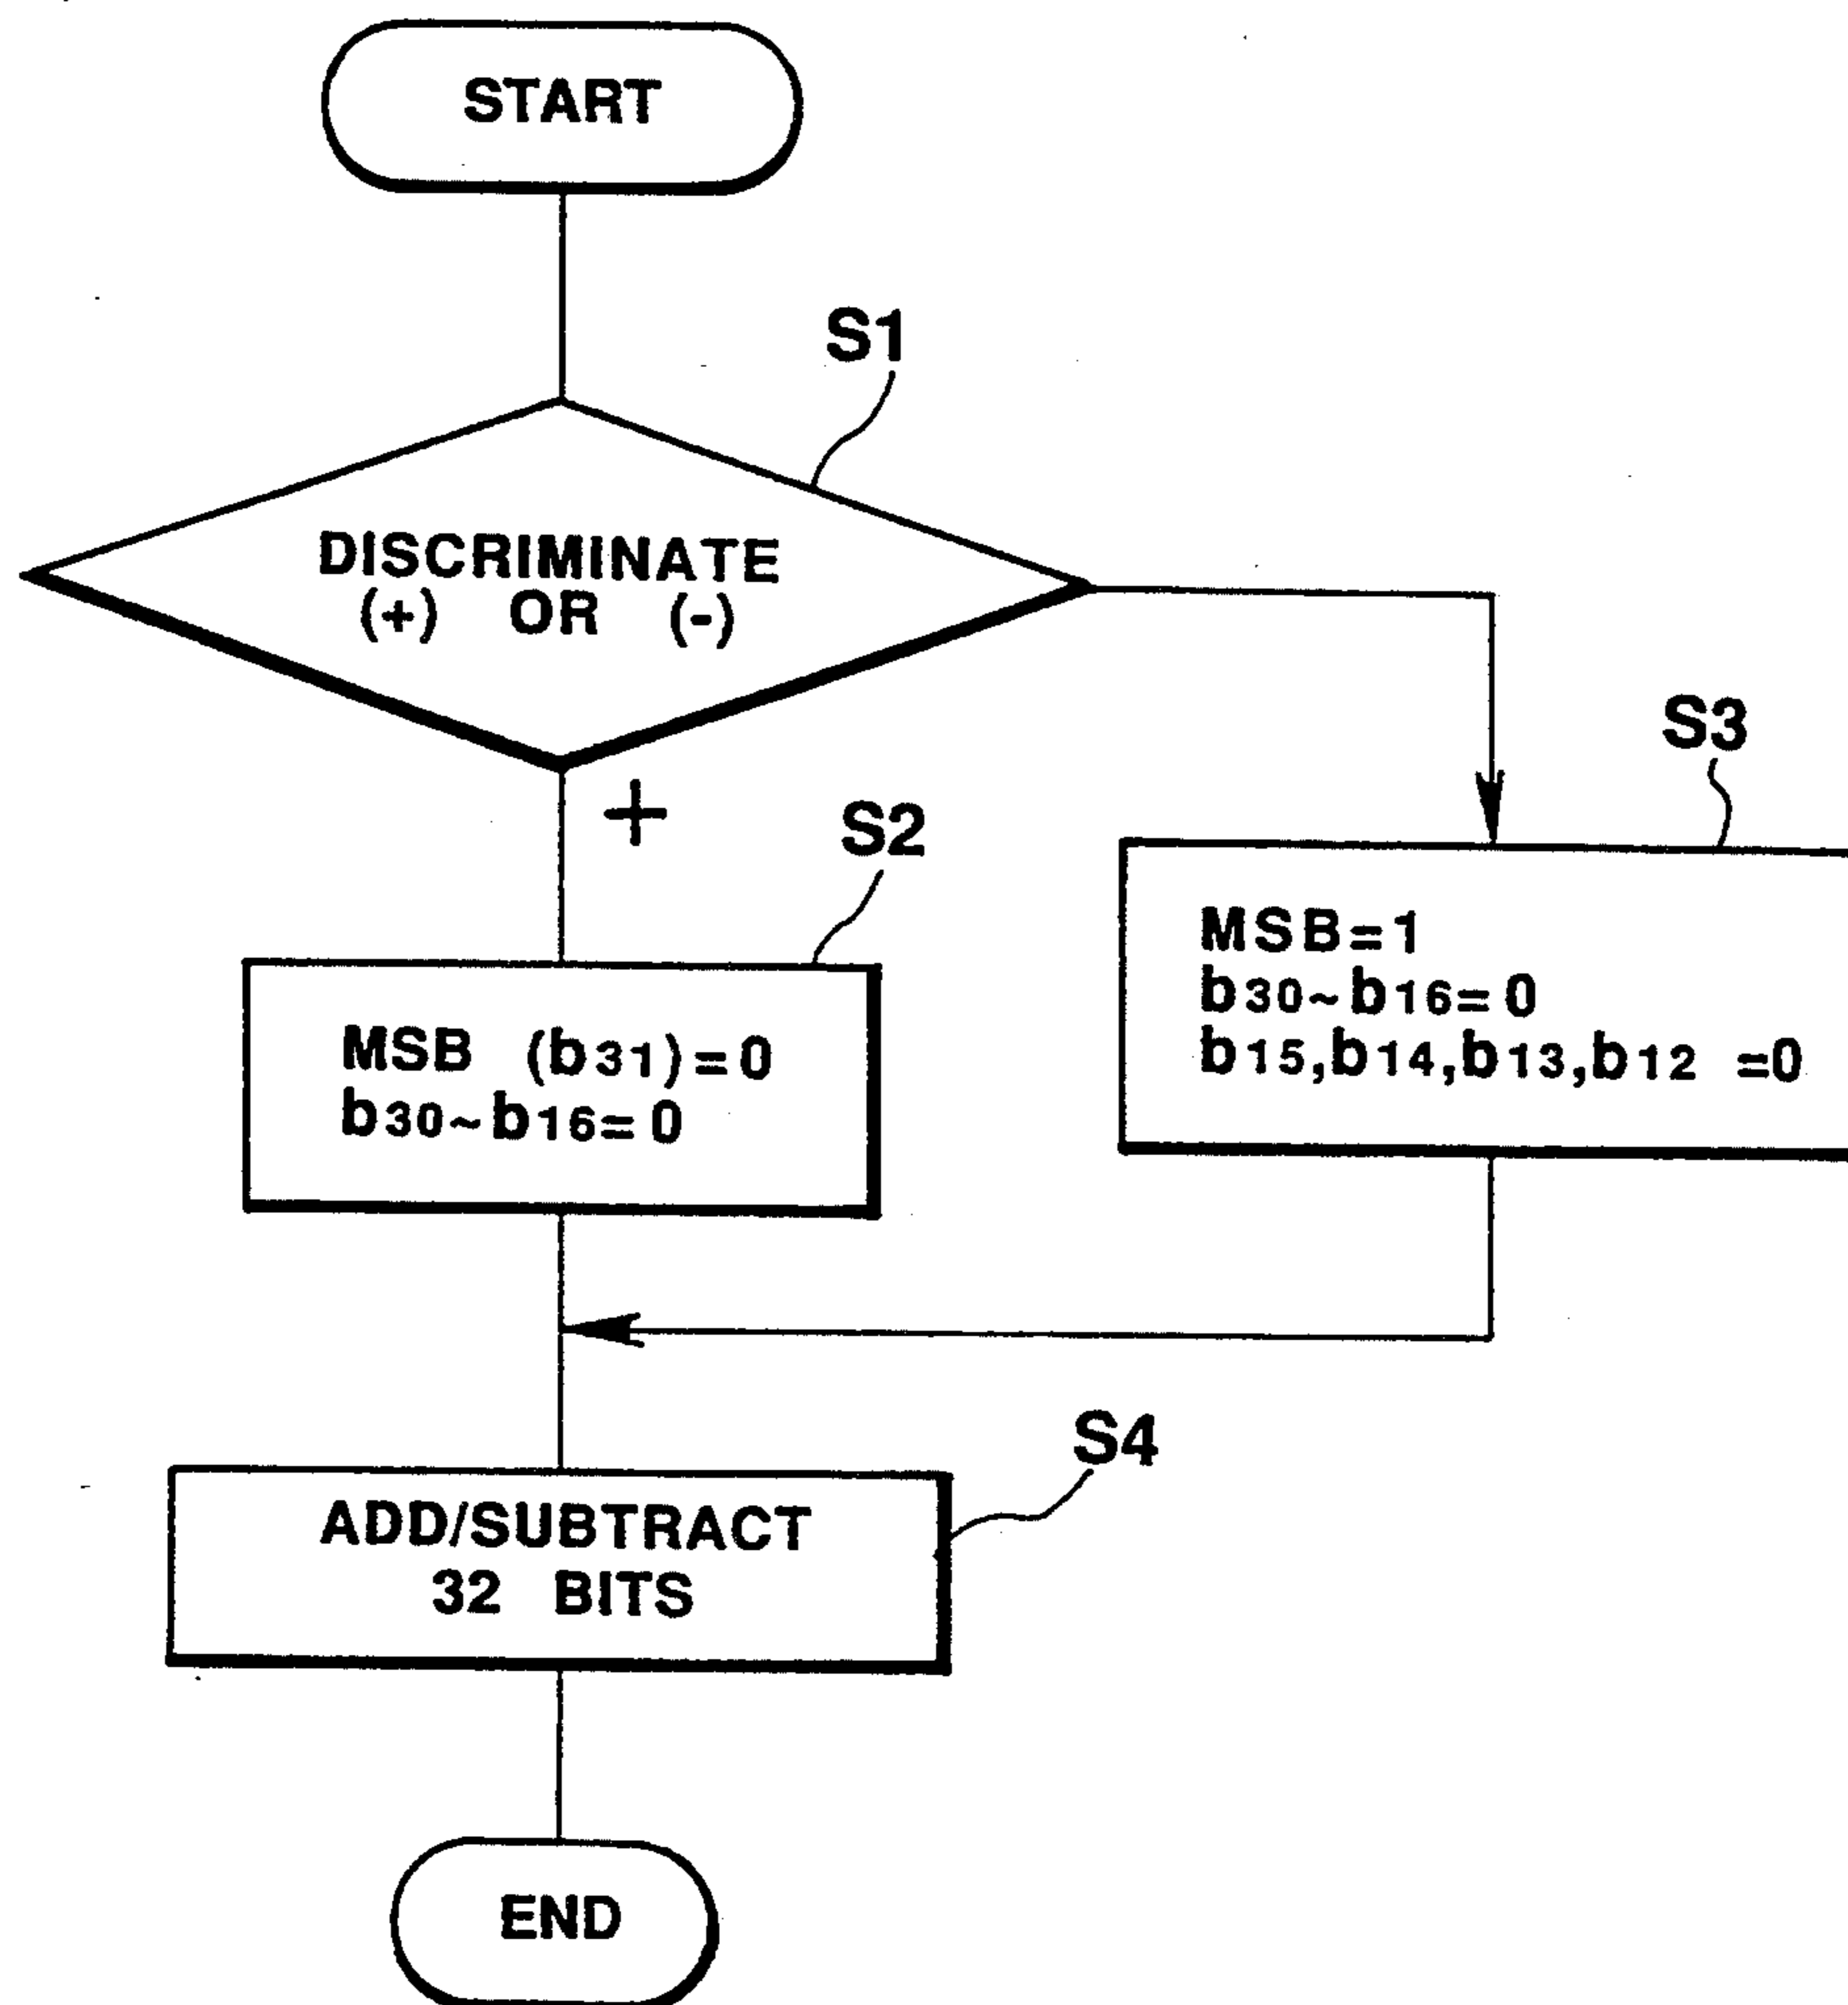 START
S1
DISCRIMINATE
(+) OR (-)
+
S2
MSB (b31)=0
b30~b16=0
S3
MSB=1
b30~b16=0
b15,b14,b13,b12 =0
S4
ADD/SUBTRACT
32 BITS
END